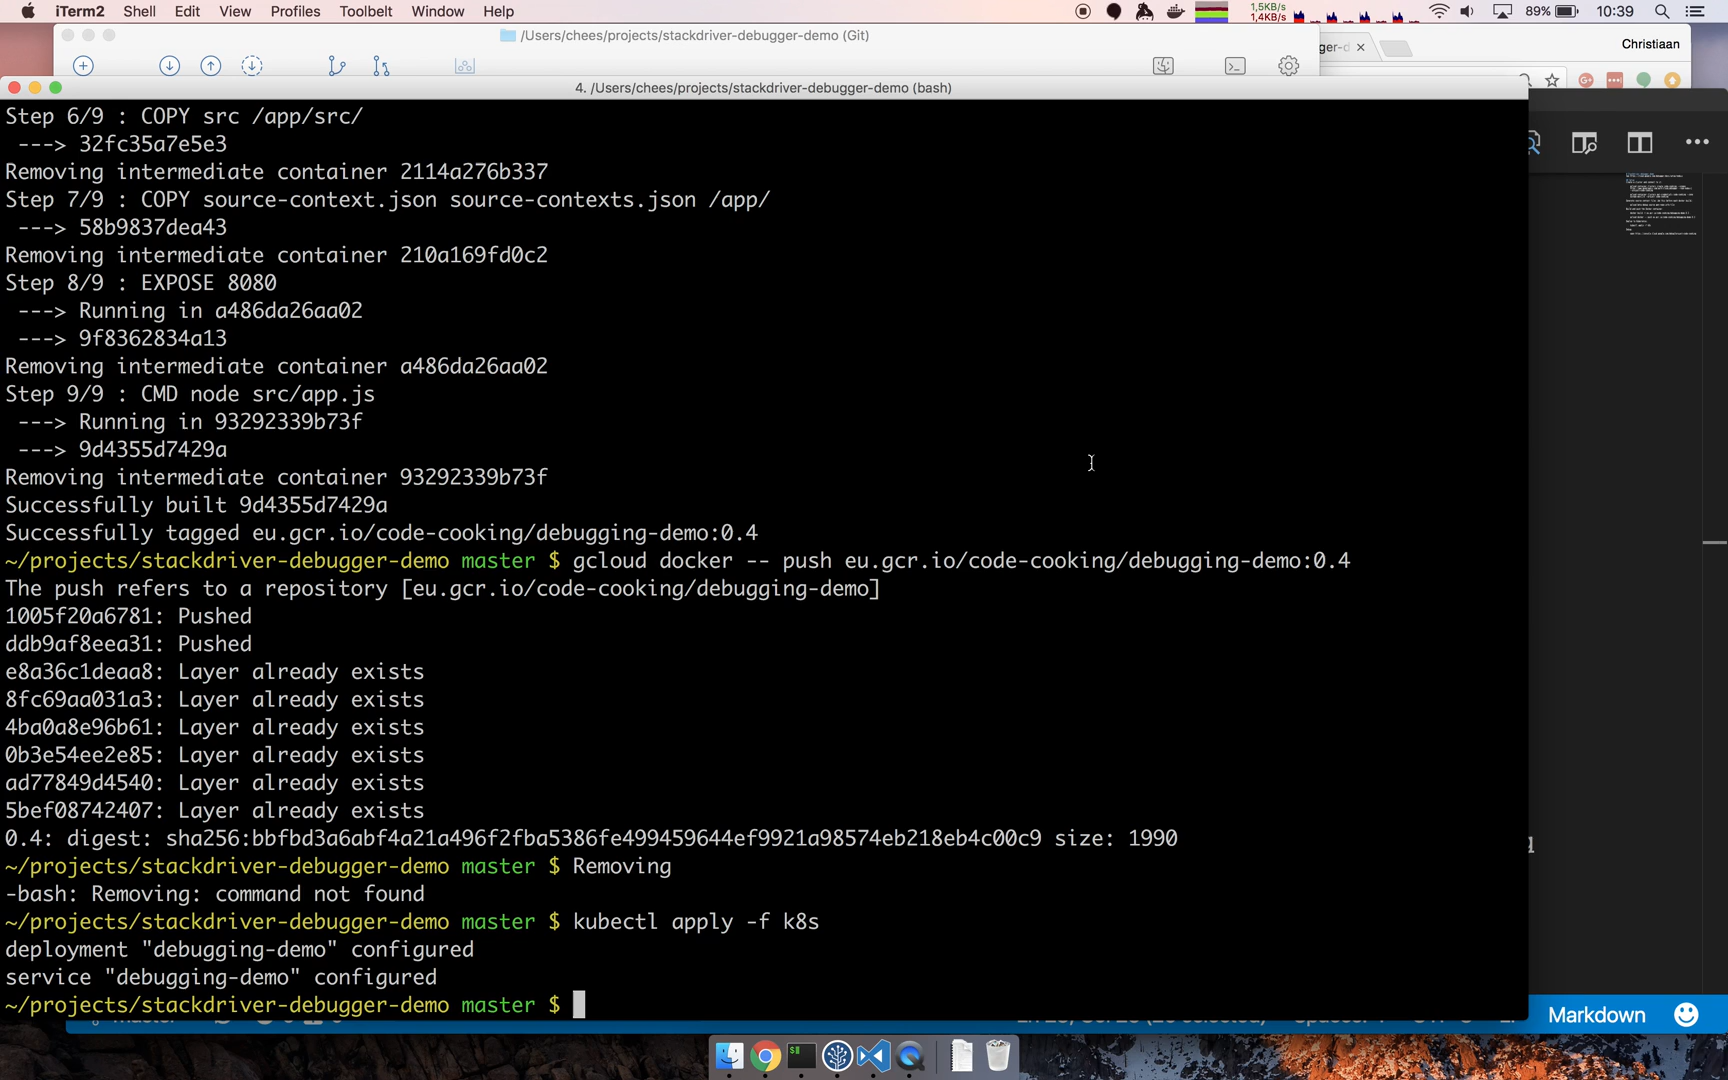 iTerm2 Shell Edit View Profiles Toolbelt Window Help 1,5KB/s 1,4KB/s 89% 10:39
/Users/chees/projects/stackdriver-debugger-demo (Git)
ger-d Christiaan
4. /Users/chees/projects/stackdriver-debugger-demo (bash)
Step 6/9 : COPY src /app/src/
---> 32fc35a7e5e3
Removing intermediate container 2114a276b337
Step 7/9 : COPY source-context.json source-contexts.json /app/
---> 58b9837dea43
Removing intermediate container 210a169fd0c2
Step 8/9 : EXPOSE 8080
---> Running in a486da26aa02
---> 9f8362834a13
Removing intermediate container a486da26aa02
Step 9/9 : CMD node src/app.js
---> Running in 93292339b73f
---> 9d4355d7429a
Removing intermediate container 93292339b73f
Successfully built 9d4355d7429a
Successfully tagged eu.gcr.io/code-cooking/debugging-demo:0.4
~/projects/stackdriver-debugger-demo master $ gcloud docker -- push eu.gcr.io/code-cooking/debugging-demo:0.4
The push refers to a repository [eu.gcr.io/code-cooking/debugging-demo]
1005f20a6781: Pushed
ddb9af8eea31: Pushed
e8a36c1deaa8: Layer already exists
8fc69aa031a3: Layer already exists
4ba0a8e96b61: Layer already exists
0b3e54ee2e85: Layer already exists
ad77849d4540: Layer already exists
5bef08742407: Layer already exists
0.4: digest: sha256:bbfbd3a6abf4a21a496f2fba5386fe499459644ef9921a98574eb218eb4c00c9 size: 1990
~/projects/stackdriver-debugger-demo master $ Removing
-bash: Removing: command not found
~/projects/stackdriver-debugger-demo master $ kubectl apply -f k8s
deployment "debugging-demo" configured
service "debugging-demo" configured
~/projects/stackdriver-debugger-demo master $
Markdown